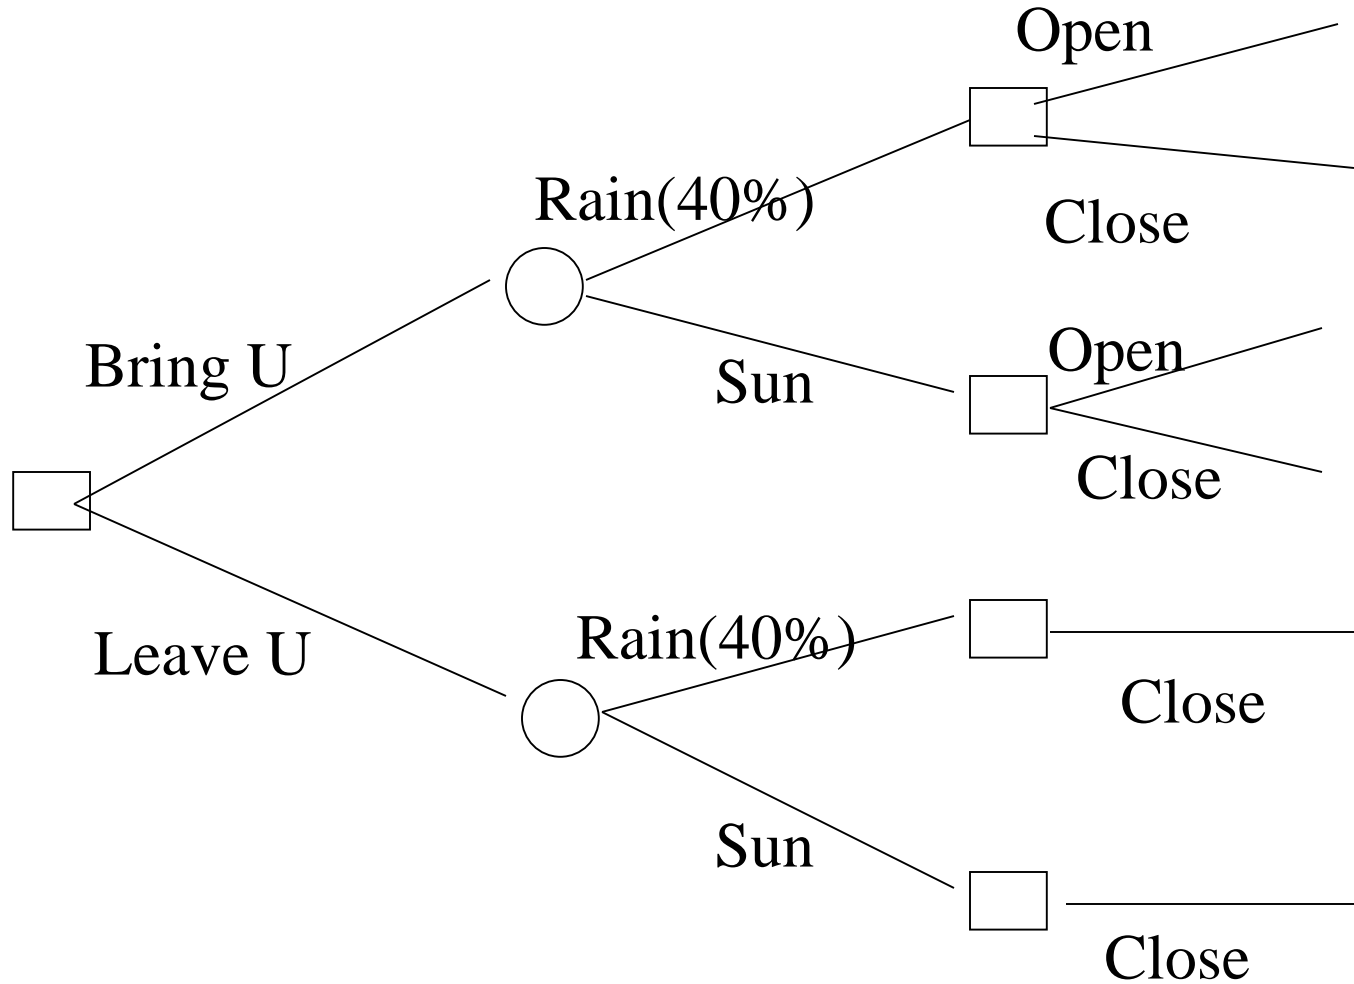 Open
Rain(40%)
Close
Open
Bring U
Sun
Close
Rain(40%)
Leave U
Close
Sun
Close